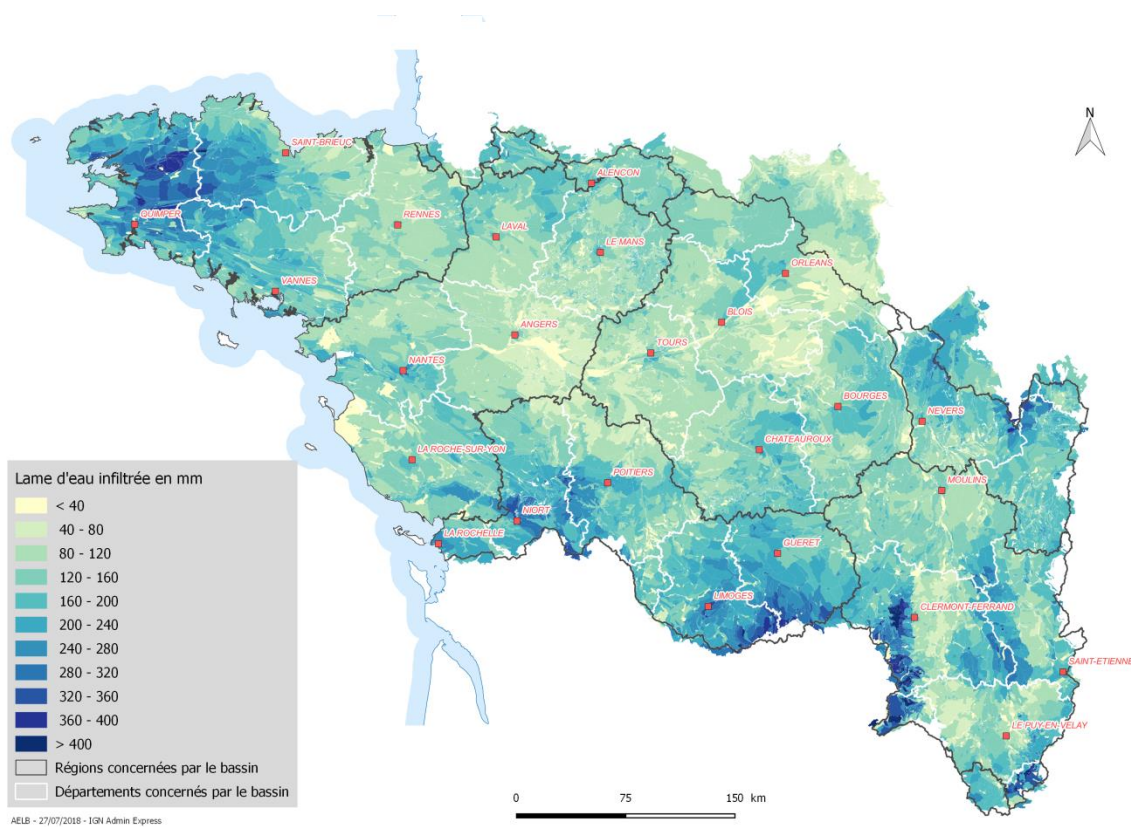 N
SAINT-BRIEUC
ALENCON
QUIMPER
RENNES
LAVAL
LE MANS
ORLEANS
VANNES
BLOIS
ANGERS
TOURS
NANTES
BOURGES
NEVERS
CHATEAUROUX
LA ROCHE-SUR-YON
POITIERS
MOULINS
NIORT
LA ROCHELLE
GUERET
LIMOGES
CLERMONT-FERRAND
SAINT-ETIENNE
LE PUY-EN-VELAY
Lame d'eau infiltrée en mm
< 40
40 - 80
80 - 120
120 - 160
160 - 200
200 - 240
240 - 280
280 - 320
320 - 360
360 - 400
> 400
Régions concernées par le bassin
Départements concernés par le bassin
0 75 150 km
AELB - 27/07/2018 - IGN Admin Express